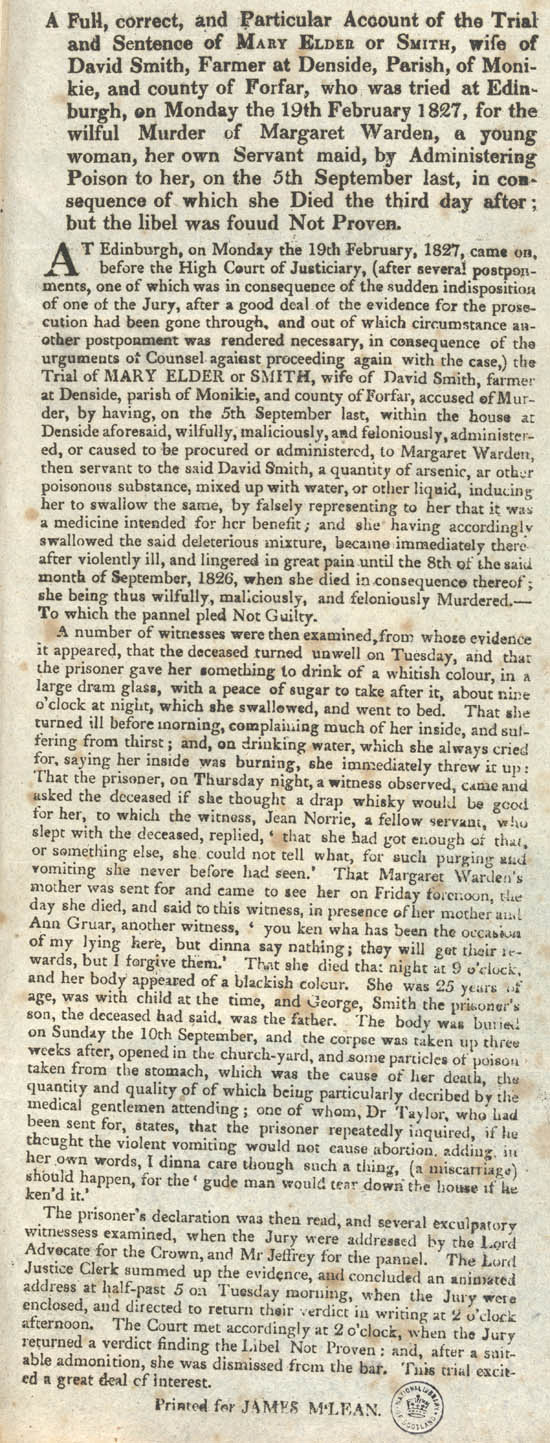 A Full, correct, and Particular Account of the Trial
and Sentence of MARY ELDER or SMITH, wife of
David Smith, Farmer at Denside, Parish, of Moni-
kie, and county of Forfar, who was tried at Edin-
burgh, on Monday the 19th February 1827, for the
wilful Murder of Margaret Warden, a young
woman, her own Servant maid, by Administering
Poison to her, on the 5th September last, in con-
sequence of which she Died the third day after;
but the libel was fouud Not Proven.
AT Edinburgh, on Monday the 19th February, 1827, came on,
before the High Court of Justiciary, (after several postpon-
ments, one of which was in consequence of the sudden indisposition
of one of the Jury, after a good deal of the evidence for the prose-
cution had been gone through, and out of which circumstance an-
other postponment was rendered necessary, in consequence of the
urguments of Counsel against proceeding again with the case,) the
Trial of MARY ELDER or SMITH, wife of David Smith, farmer
at Denside, parish of Monikie, and county of Forfar, accused of Mur-
der, by having, on the 5th September last, within the house at
Denside aforesaid, wilfully, maliciously, and feloniously, administer-
ed, or caused to be procured or administered, to Margaret Warden,
then servant to the said David Smith, a quantity of arsenic, ar other
poisonous substance, mixed up with water, or other liquid, inducing
her to swallow the same, by falsely representing to her that it was
a medicine intended for her benefit; and she having accordingly
swallowed the said deleterious mixture, became immediately there-
after violently ill, and lingered in great pain until the 8th of the said
month of September, 1826, when she died in consequence thereof;
she being thus wilfully, maliciously, and feloniously Murdered.—
To which the pannel pled Not Guilty.
A number of witnesses were then examined, from whose evidence
it appeared, that the deceased turned unwell on Tuesday, and that
the prisoner gave her something to drink of a whitish colour, in a
large dram glass, with a peace of sugar to take after it, about nine
o'clock at night, which she swallowed, and went to bed. That she
turned ill before morning, complaining much of her inside, and suf-
fering from thirst; and, on drinking water, which she always cried
for, saying her inside was burning, she immediately threw it up:
That the prisoner, on Thursday night, a witness observed, came and
asked the deceased if she thought a drap whisky would be good
for her, to which the witness, Jean Norrie, a fellow servant, who
slept with the deceased, replied, ' that she had got enough of that,
or something else, she could not tell what, for such purging and
vomiting she never before had seen.' That Margaret Warden's
mother was sent for and came to see her on Friday forenoon, the
day she died, and said to this witness, in presence of her mother and
Ann Gruar, another witness, ' you ken wha has been the occasion
of my lying here, but dinna say nathing; they will get their re-
wards, but I forgive them.' That she died that night at 9 o'clock,
and her body appeared of a blackish colour. She was 25 years of
age, was with child at the time, and George, Smith the prisoner's
son, the deceased had said, was the father. The body was buried
on Sunday the 10th September, and the corpse was taken up three
weeks after, opened in the church-yard, and some particles of poison
taken from the stomach, which was the cause of her death, the
quantity and quality of of which being particularly decribed by the
medical gentlemen attending; one of whom, Dr Taylor, who had
been sent for, states, that the prisoner repeatedly inquired, if he
thought the violent vomiting would not cause abortion, adding, in
her own words, I dinna care though such a thing, (a miscarriage)
should happen, for the ' gude man would tear down the house if he
ken'd it.'
The prisoner's declaration was then read, and several exculpatory
witnessess examined, when the Jury were addressed by the Lord
Advocate for the Crown, and Mr Jeffrey for the pannel. The Lord
Justice Clerk summed up the evidence, and concluded an animated
address at half-past 5 on Tuesday morning, when the Jury were
enclosed, and directed to return their verdict in writing at 2 o'clock
afternoon. The Court met accordingly at 2 o'clock, when the Jury
returned a verdict finding the Libel Not Proven: and, after a suit-
able admonition, she was dismissed from the bar. This trial excit-
ed a great deal of interest.
Printed for JAMES M'LEAN.
NATIONAL LIBRARY OF SCOTLAND